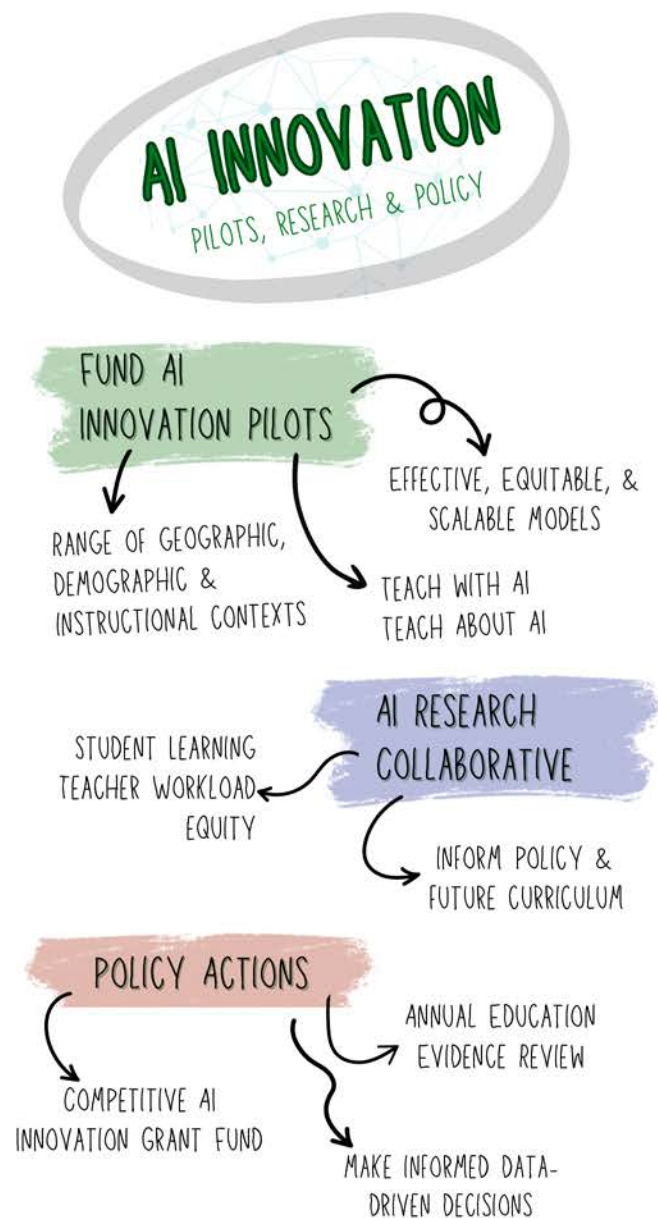 AI INNOVATION
PILOTS, RESEARCH & POLICY
FUND AI
INNOVATION PILOTS
EFFECTIVE, EQUITABLE, &
SCALABLE MODELS
RANGE OF GEOGRAPHIC,
DEMOGRAPHIC &
INSTRUCTIONAL CONTEXTS
TEACH WITH AI
TEACH ABOUT AI
AI RESEARCH
COLLABORATIVE
STUDENT LEARNING
TEACHER WORKLOAD
EQUITY
INFORM POLICY &
FUTURE CURRICULUM
POLICY ACTIONS
ANNUAL EDUCATION
EVIDENCE REVIEW
COMPETITIVE AI
INNOVATION GRANT FUND
MAKE INFORMED DATA-
DRIVEN DECISIONS